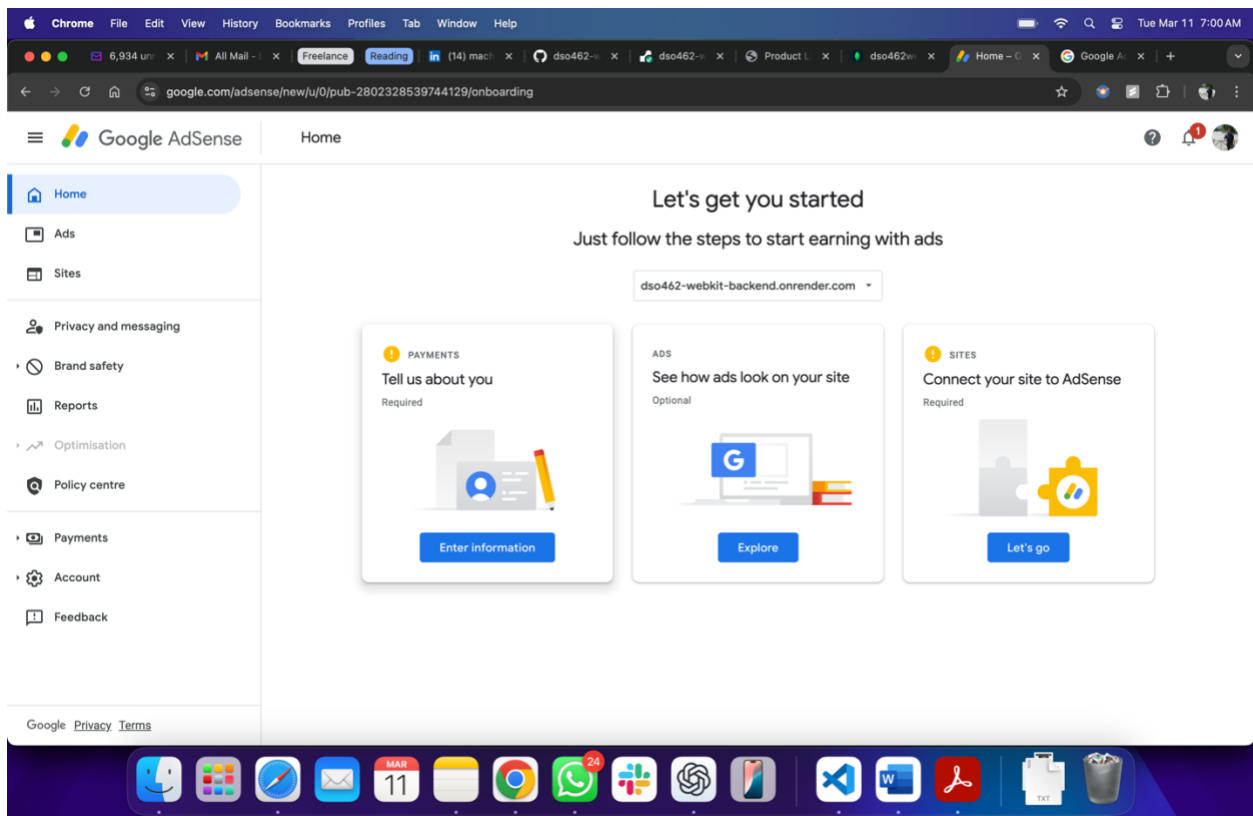 Chrome File Edit View History Bookmarks Profiles Tab Window Help Tue Mar 11 7:00 AM
6,934 un All Mail - Freelance Reading in (14) mach dso462-w dso462-w Product L dso462w Home – G G Google A
google.com/adsense/new/u/0/pub-2802328539744129/onboarding
Google AdSense Home 1
Home
Ads
Sites
Privacy and messaging
Brand safety
Reports
Optimisation
Policy centre
Payments
Account
Feedback
Google Privacy Terms
Let's get you started
Just follow the steps to start earning with ads
dso462-webkit-backend.onrender.com
PAYMENTS
Tell us about you
Required
Enter information
ADS
See how ads look on your site
Optional
G
Explore
SITES
Connect your site to AdSense
Required
Let's go
MAR
11
24
W
TXT